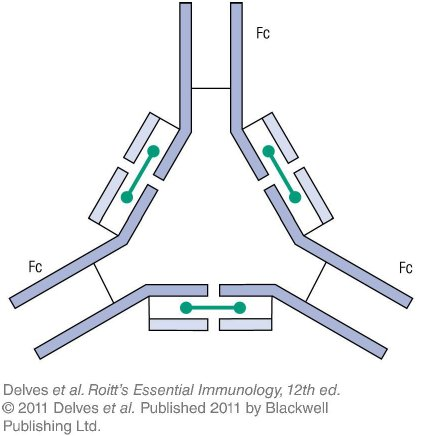 Fc
Fc
Fc
Delves et al. Roitt's Essential Immunology, 12th ed.
© 2011 Delves et al. Published 2011 by Blackwell
Publishing Ltd.